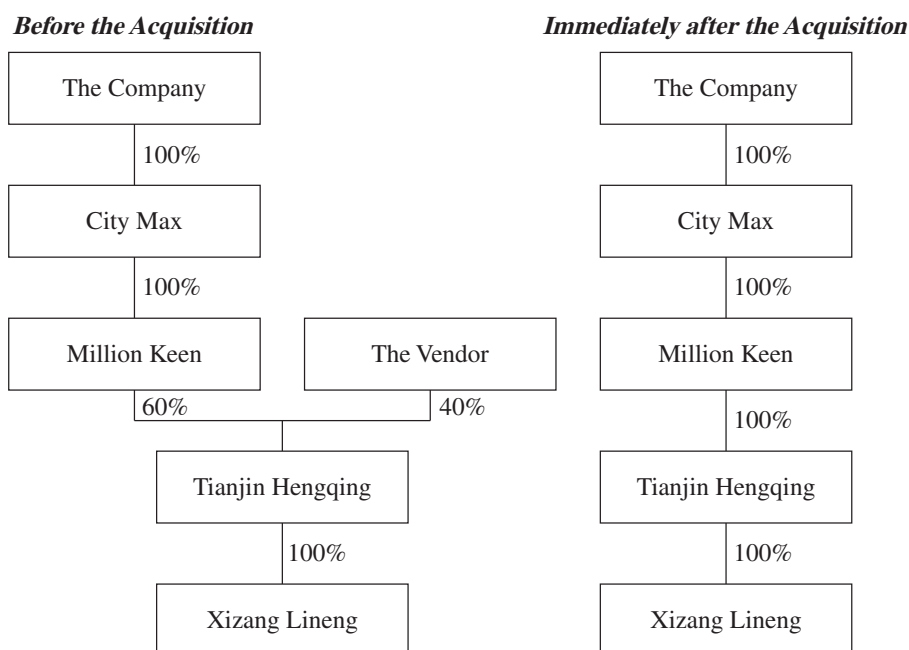 Before the Acquisition
The Company
100%
City Max
100%
Million Keen
The Vendor
60%
40%
Tianjin Hengqing
100%
Xizang Lineng
Immediately after the Acquisition
The Company
100%
City Max
100%
Million Keen
100%
Tianjin Hengqing
100%
Xizang Lineng